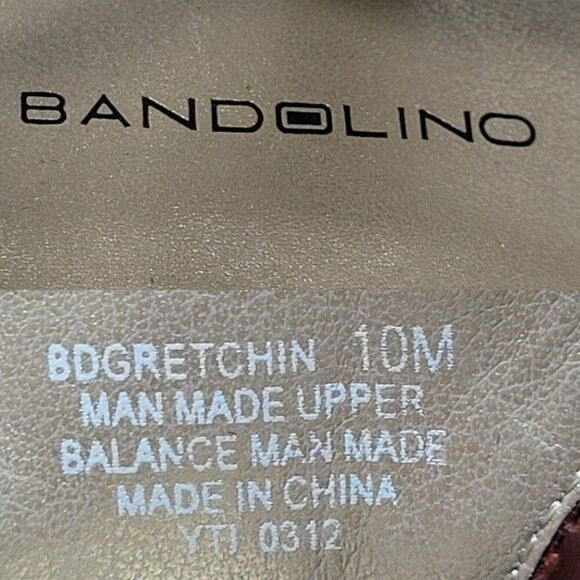 BANDOLINO
BDGRETCHIN 10M
MAN MADE UPPER
BALANCE MAN MADE
MADE IN CHINA
YTI 0312